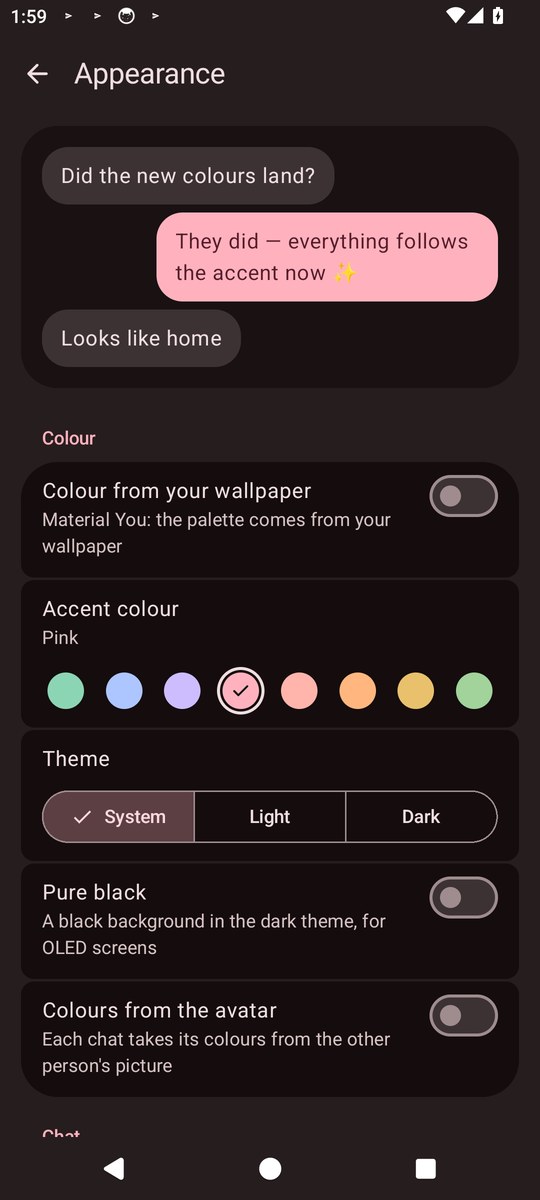 1:59
Appearance
Did the new colours land?
They did — everything follows
the accent now ✨
Looks like home
Colour
Colour from your wallpaper
Material You: the palette comes from your
wallpaper
Accent colour
Pink
Theme
System
Light
Dark
Pure black
A black background in the dark theme, for
OLED screens
Colours from the avatar
Each chat takes its colours from the other
person's picture
Chat